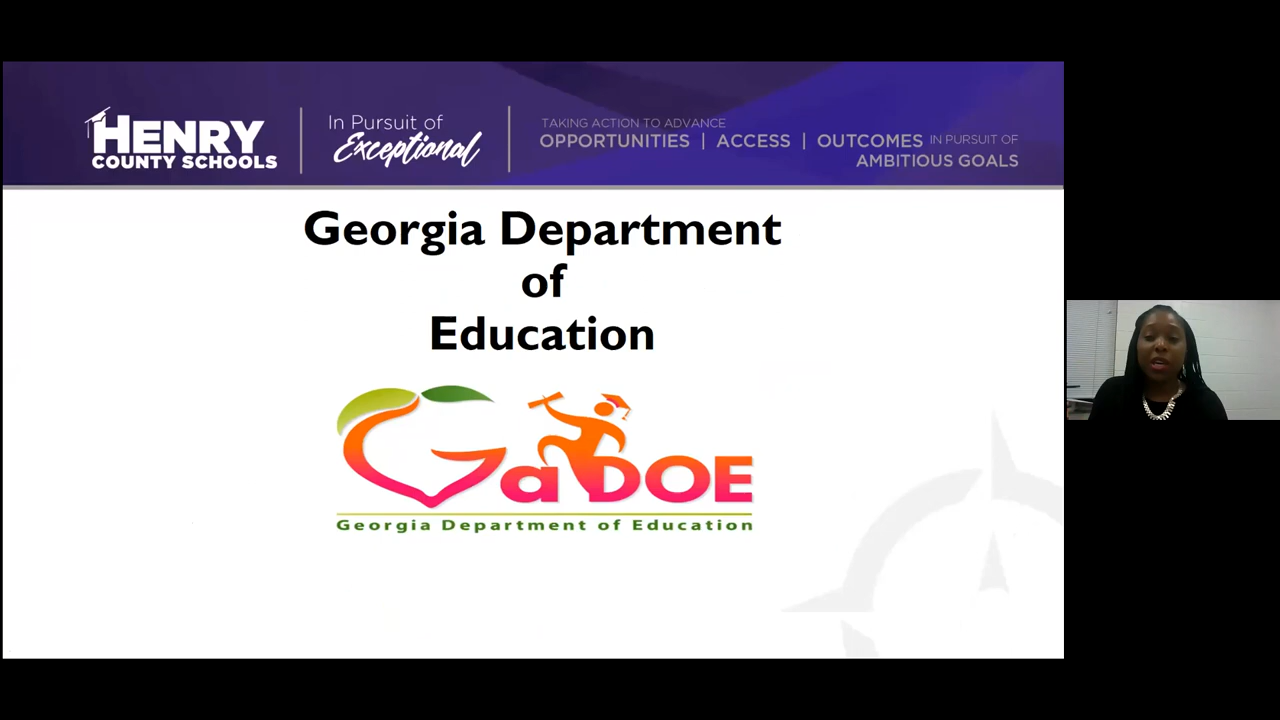 HENRY
COUNTY SCHOOLS
In Pursuit of
Exceptional
TAKING ACTION TO ADVANCE
OPPORTUNITIES | ACCESS | OUTCOMES IN PURSUIT OF
AMBITIOUS GOALS
Georgia Department
of
Education
GaDOE
Georgia Department of Education